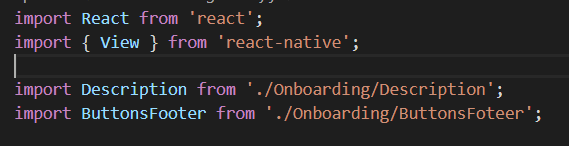 import React from 'react';
import { View } from 'react-native';
import Description from './Onboarding/Description';
import ButtonsFooter from './Onboarding/ButtonsFoteer';